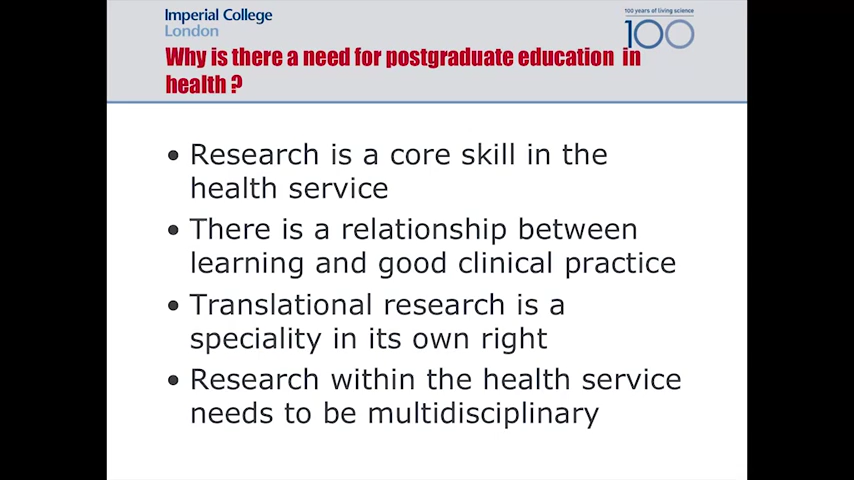 Imperial College
London
100 years of living science
100
Why is there a need for postgraduate education in
health ?
• Research is a core skill in the
health service
• There is a relationship between
learning and good clinical practice
• Translational research is a
speciality in its own right
• Research within the health service
needs to be multidisciplinary